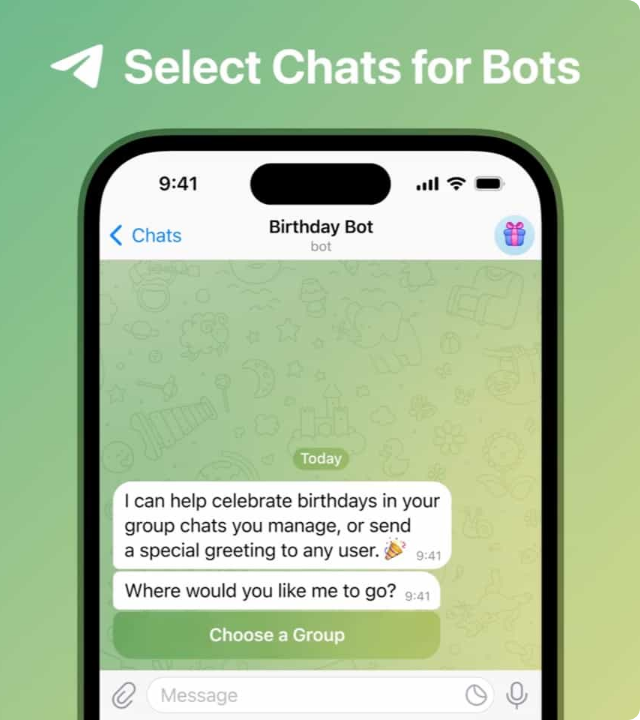 Select Chats for Bots
9:41
Chats
Birthday Bot
bot
Today
I can help celebrate birthdays in your
group chats you manage, or send
a special greeting to any user. 🎉 9:41
Where would you like me to go? 9:41
Choose a Group
Message